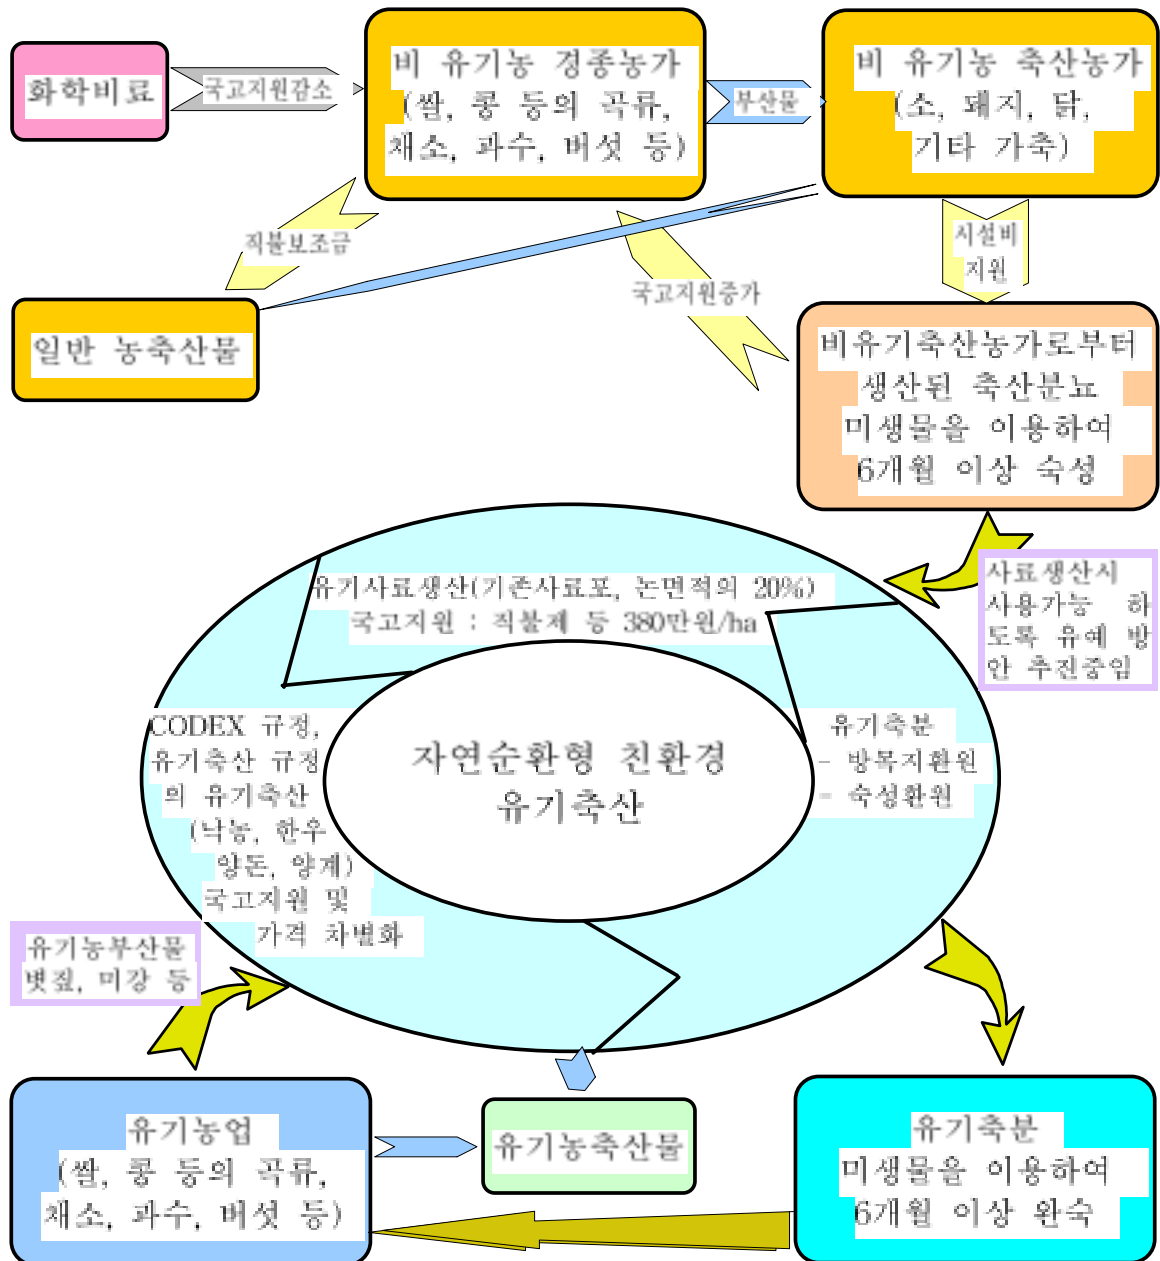 화학비료
국고지원감소
비 유기농 경종농가
(쌀, 콩 등의 곡류,
채소, 과수, 버섯 등)
부산물
비 유기농 축산농가
(소, 돼지, 닭,
기타 가축)
직불보조금
국고지원증가
시설비
지원
일반 농축산물
비유기축산농가로부터
생산된 축산분뇨
미생물을 이용하여
6개월 이상 숙성
유기사료생산(기존사료포, 논면적의 20%)
국고지원 : 직불제 등 380만원/ha
사료생산시
사용가능 하
도록 유예 방
안 추진중임
CODEX 규정,
유기축산 규정
의 유기축산
(낙농, 한우
양돈, 양계)
국고지원 및
가격 차별화
자연순환형 친환경
유기축산
유기축분
- 방목지환원
- 숙성환원
유기농부산물
볏짚, 미강 등
유기농업
(쌀, 콩 등의 곡류,
채소, 과수, 버섯 등)
유기농축산물
유기축분
미생물을 이용하여
6개월 이상 완숙